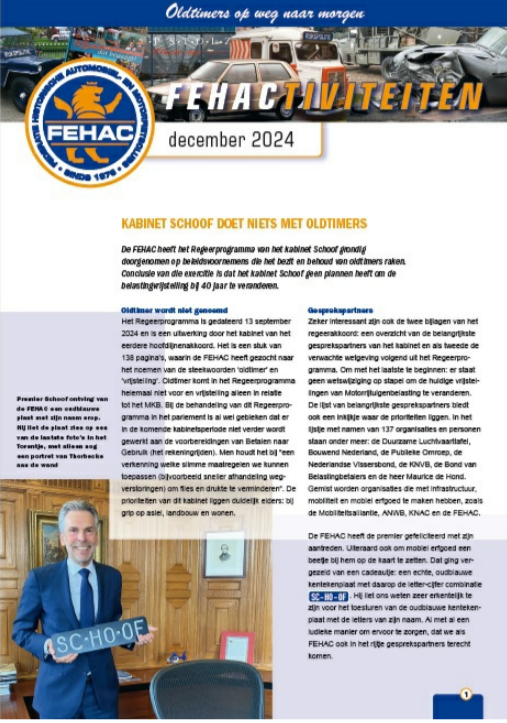 Oldtimers op weg naar morgen
FEHACTIVITEITEN
FEDERATIE HISTORISCHE AUTOMOBIEL- EN MOTORFIETSCLUBS
FEHAC
SINDS 1976
december 2024
KABINET SCHOOF DOET NIETS MET OLDTIMERS
De FEHAC heeft het Regeerprogramma van het kabinet Schoof grondig
doorgenomen op beleidsvoornemens die het bezit en behoud van oldtimers raken.
Conclusie van die exercitie is dat het kabinet Schoof geen plannen heeft om de
belastingvrijstelling bij 40 jaar te veranderen.
Oldtimer wordt niet genoemd
Het Regeerprogramma is gedateerd 13 september
2024 en is een uitwerking door het kabinet van het
eerdere hoofdlijnenakkoord. Het is een stuk van
138 pagina's, waarin de FEHAC heeft gezocht naar
het noemen van de steekwoorden 'oldtimer' en
'vrijstelling'. Oldtimer komt in het Regeerprogramma
helemaal niet voor en vrijstelling alleen in relatie
tot het MKB. Bij de behandeling van dit Regeerpro-
gramma in het parlement is al wel gebleken dat er
in de komende kabinetsperiode niet verder wordt
gewerkt aan de voorbereidingen van Betalen naar
Gebruik (het rekeningrijden). Men houdt het bij "een
verkenning welke slimme maatregelen we kunnen
toepassen (bijvoorbeeld sneller afhandeling weg-
verstoringen) om files en drukte te verminderen". De
prioriteiten van dit kabinet liggen duidelijk elders: bij
grip op asiel, landbouw en wonen.
Premier Schoof ontving van
de FEHAC een oudblauwe
plaat met zijn naam erop.
Hij liet de plaat zien op een
van de laatste foto's in het
Torentje, met alleen nog
een portret van Thorbecke
aan de wand
SC-HO-OF
Gesprekspartners
Zeker interessant zijn ook de twee bijlagen van het
regeerakkoord: een overzicht van de belangrijkste
gesprekspartners van het kabinet en als tweede de
verwachte wetgeving volgend uit het Regeerpro-
gramma. Om met het laatste te beginnen: er staat
geen wetswijziging op stapel om de huidige vrijstel-
lingen van Motorrijtuigenbelasting te veranderen.
De lijst van belangrijkste gesprekspartners biedt
ook een inkijkje waar de prioriteiten liggen. In het
lijstje met namen van 137 organisaties en personen
staan onder meer: de Duurzame Luchtvaarttafel,
Bouwend Nederland, de Publieke Omroep, de
Nederlandse Vissersbond, de KNVB, de Bond van
Belastingbetalers en de heer Maurice de Hond.
Gemist worden organisaties die met infrastructuur,
mobiliteit en mobiel erfgoed te maken hebben, zoals
de Mobiliteitsalliantie, ANWB, KNAC en de FEHAC.
De FEHAC heeft de premier gefeliciteerd met zijn
aantreden. Uiteraard ook om mobiel erfgoed een
beetje bij hem op de kaart te zetten. Dat ging ver-
gezeld van een cadeautje: een echte, oudblauwe
kentekenplaat met daarop de letter-cijfer combinatie
SC-HO-OF. Hij liet ons weten zeer erkentelijk te
zijn voor het toesturen van de oudblauwe kenteken-
plaat met de letters van zijn naam. Al met al een
ludieke manier om ervoor te zorgen, dat we als
FEHAC ook in het rijtje gesprekspartners terecht
komen.
1